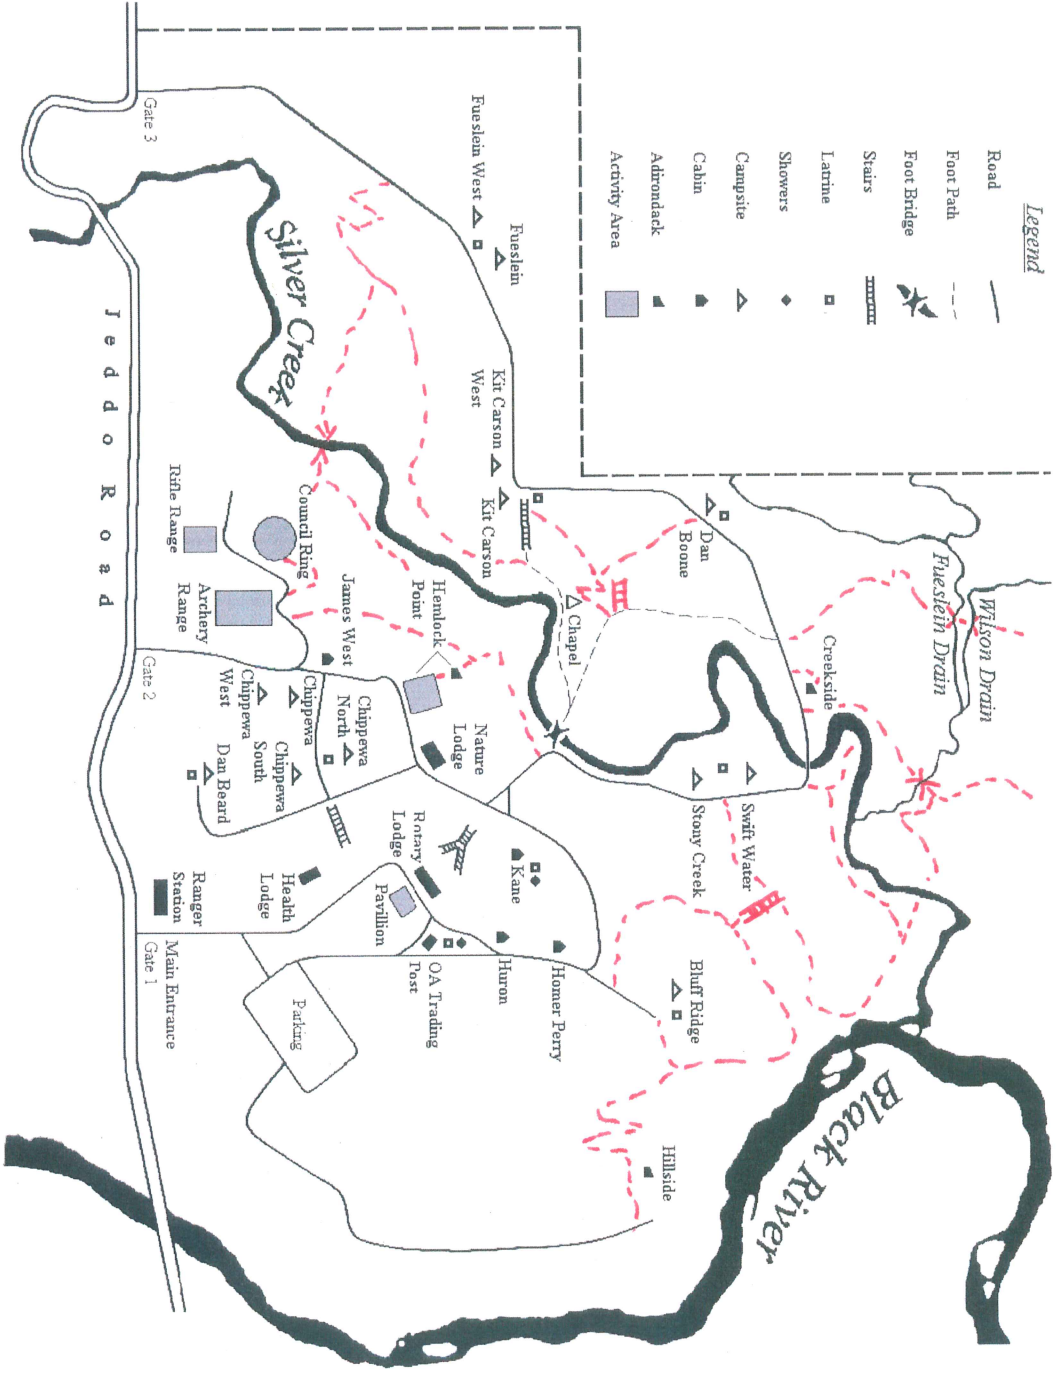 Legend
Road
Foot Path
Foot Bridge
Stairs
Latrine
Showers
Campsite
Cabin
Adirondack
Activity Area
Wilson Drain
Fueslein Drain
Dan
Boone
Creekside
Fueslein
Fueslein West
Kit Carson
West
Kit Carson
Chapel
Swift Water
Stony Creek
Black River
Silver Creek
Hemlock
Point
Nature
Lodge
Kane
Bluff Ridge
Hillside
Homer Perry
Huron
Rotary
Lodge
OA Trading
Post
Pavillion
James West
Chippewa
North
Council Ring
Chippewa
Chippewa
South
Chippewa
West
Health
Lodge
Parking
Archery
Range
Rifle Range
Dan Beard
Ranger
Station
Main Entrance
Gate 3
Gate 2
Gate 1
Jeddo Road